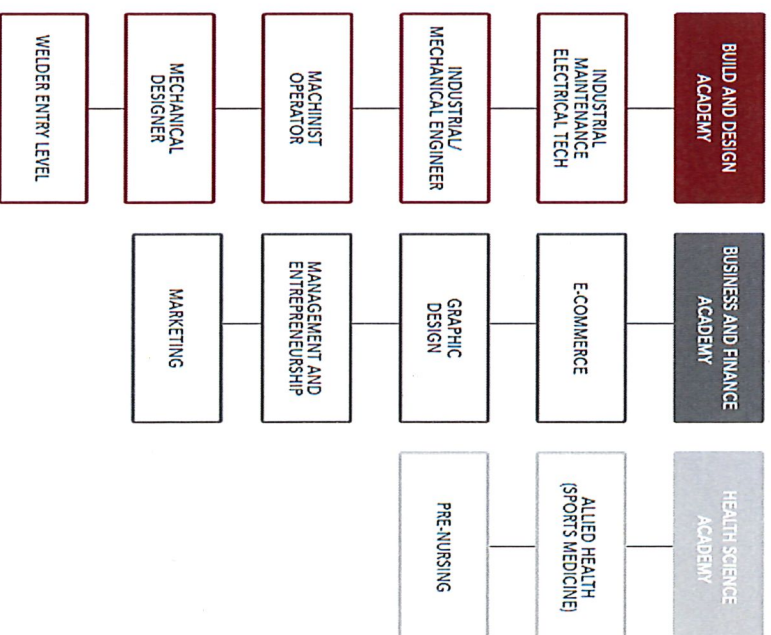 BUILD AND DESIGN
ACADEMY
INDUSTRIAL
MAINTENANCE
ELECTRICAL TECH
INDUSTRIAL/
MECHANICAL ENGINEER
MACHINIST
OPERATOR
MECHANICAL
DESIGNER
WELDER ENTRY LEVEL
BUSINESS AND FINANCE
ACADEMY
E-COMMERCE
GRAPHIC
DESIGN
MANAGEMENT AND
ENTREPRENEURSHIP
MARKETING
HEALTH SCIENCE
ACADEMY
ALLIED HEALTH
(SPORTS MEDICINE)
PRE-NURSING